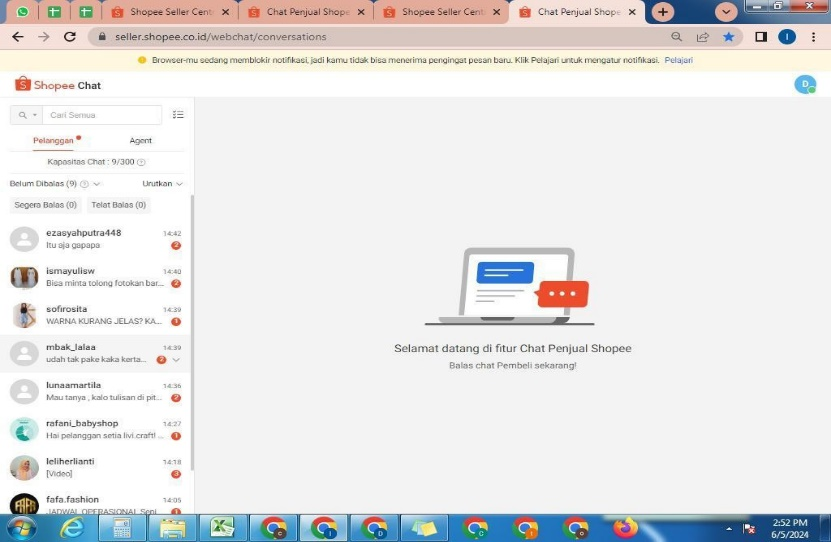 Shopee Seller Cent
Chat Penjual Shope
Shopee Seller Cent
Chat Penjual Shope
seller.shopee.co.id/webchat/conversations
I
Browser-mu sedang memblokir notifikasi, jadi kamu tidak bisa menerima pengingat pesan baru. Klik Pelajari untuk mengatur notifikasi. Pelajari
Shopee Chat
D
Cari Semua
Pelanggan Agent
Kapasitas Chat : 9/300
Belum Dibalas (9) Urutkan
Segera Balas (0) Telat Balas (0)
ezasyahputra448 14:42
Itu aja gapapa 2
ismayulisw 14:40
Bisa minta tolong fotokan bar... 2
sofirosita 14:39
WARNA KURANG JELAS? KA... 1
mbak_lalaa 14:39
udah tak pake kaka kerta... 2
lunaamartila 14:36
Mau tanya , kalo tulisan di pit... 2
rafani_babyshop 14:27
Hai pelanggan setia livi.craft! ... 1
leliherlianti 14:18
[Video] 3
fafa.fashion 14:05
JADWAL OPERASIONAL Seni 1
Selamat datang di fitur Chat Penjual Shopee
Balas chat Pembeli sekarang!
2:52 PM
6/5/2024